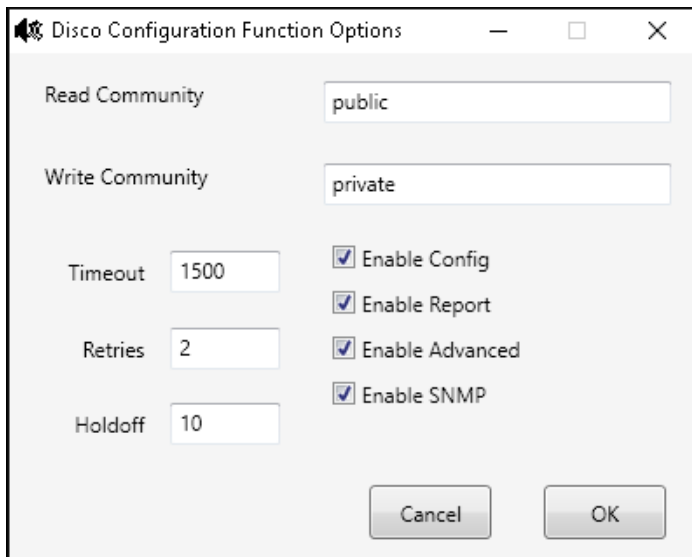 Disco Configuration Function Options
Read Community
public
Write Community
private
Timeout 1500
Retries 2
Holdoff 10
Enable Config
Enable Report
Enable Advanced
Enable SNMP
Cancel OK